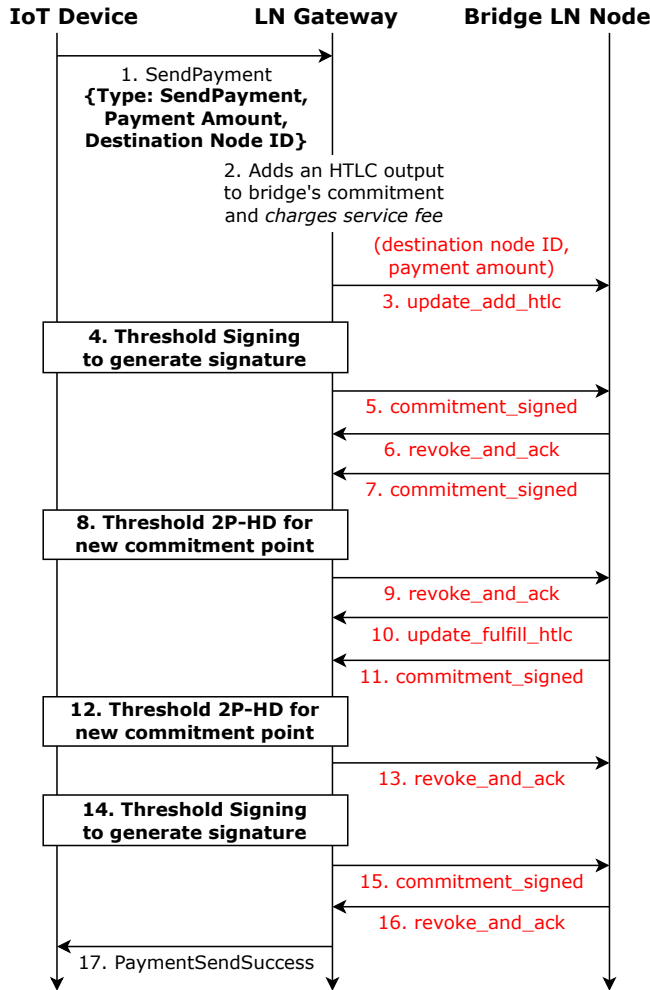 IoT Device
LN Gateway
Bridge LN Node
1. SendPayment
{Type: SendPayment,
Payment Amount,
Destination Node ID}
2. Adds an HTLC output
to bridge's commitment
and charges service fee
(destination node ID,
payment amount)
3. update_add_htlc
4. Threshold Signing
to generate signature
5. commitment_signed
6. revoke_and_ack
7. commitment_signed
8. Threshold 2P-HD for
new commitment point
9. revoke_and_ack
10. update_fulfill_htlc
11. commitment_signed
12. Threshold 2P-HD for
new commitment point
13. revoke_and_ack
14. Threshold Signing
to generate signature
15. commitment_signed
16. revoke_and_ack
17. PaymentSendSuccess